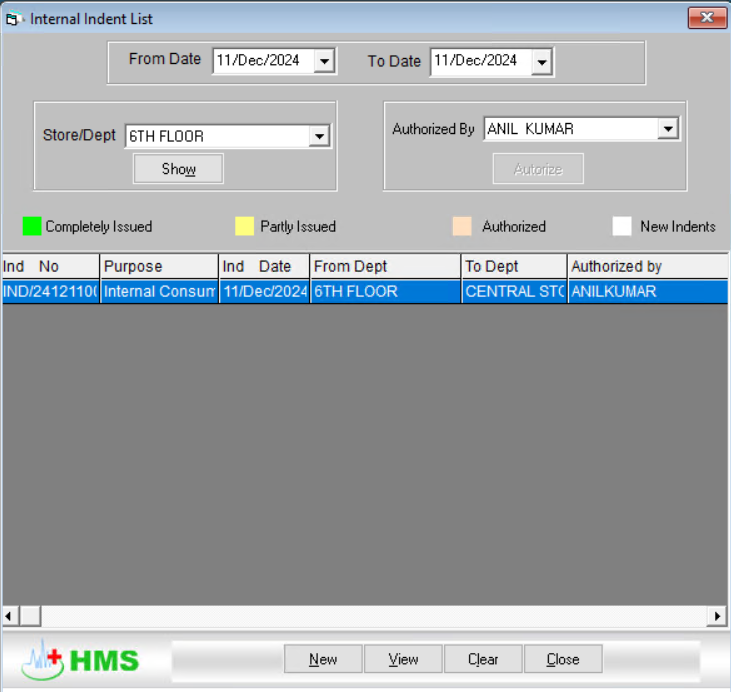 Internal Indent List
From Date 11/Dec/2024 To Date 11/Dec/2024
Store/Dept 6TH FLOOR Authorized By ANIL KUMAR
Show Autorize
Completely Issued Partly Issued Authorized New Indents
Ind No Purpose Ind Date From Dept To Dept Authorized by
IND/24121100 Internal Consum 11/Dec/2024 6TH FLOOR CENTRAL STO ANILKUMAR
HMS New View Clear Close